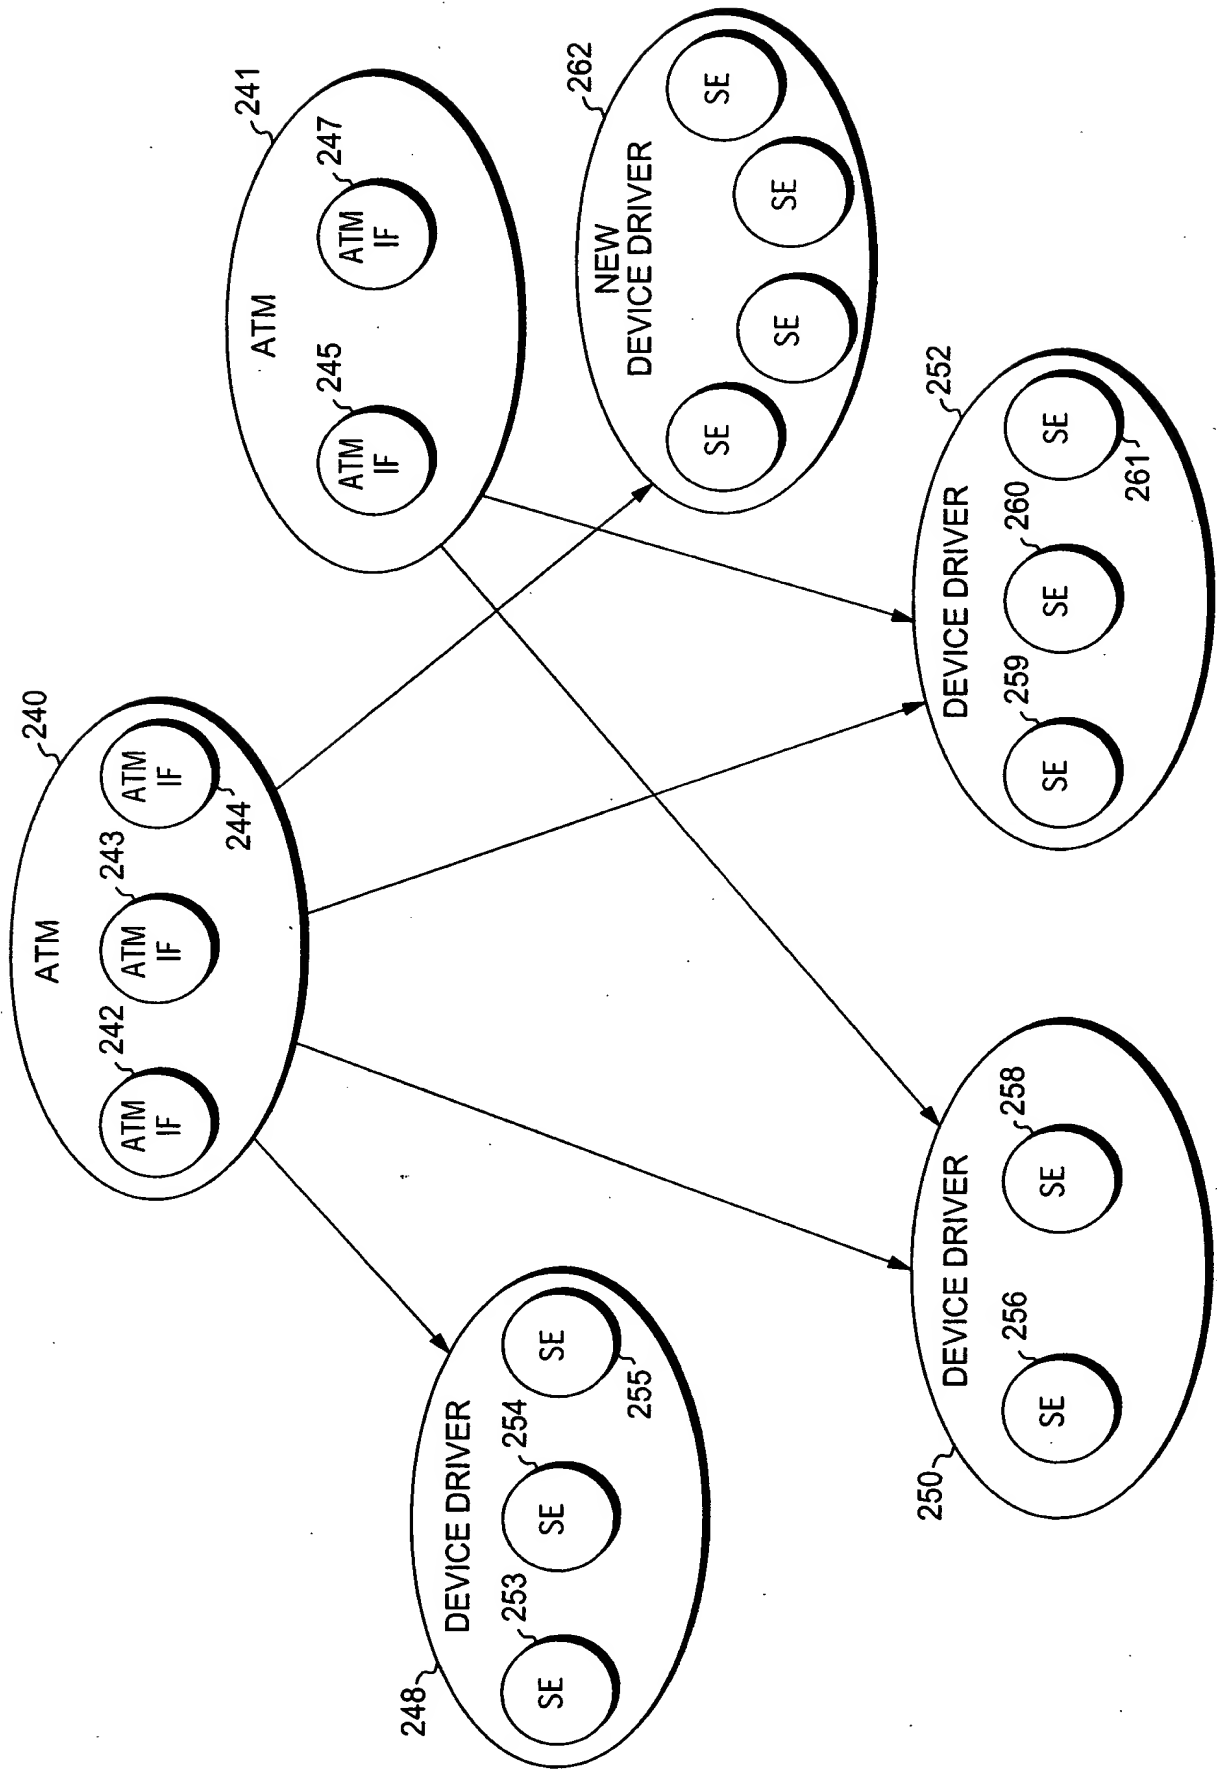 240
ATM
242
ATM
IF
243
ATM
IF
244
ATM
IF
241
ATM
245
ATM
IF
247
ATM
IF
248
DEVICE DRIVER
253
SE
254
SE
255
SE
262
NEW
DEVICE DRIVER
SE
SE
SE
SE
250
DEVICE DRIVER
256
SE
258
SE
252
DEVICE DRIVER
259
SE
260
SE
261
SE